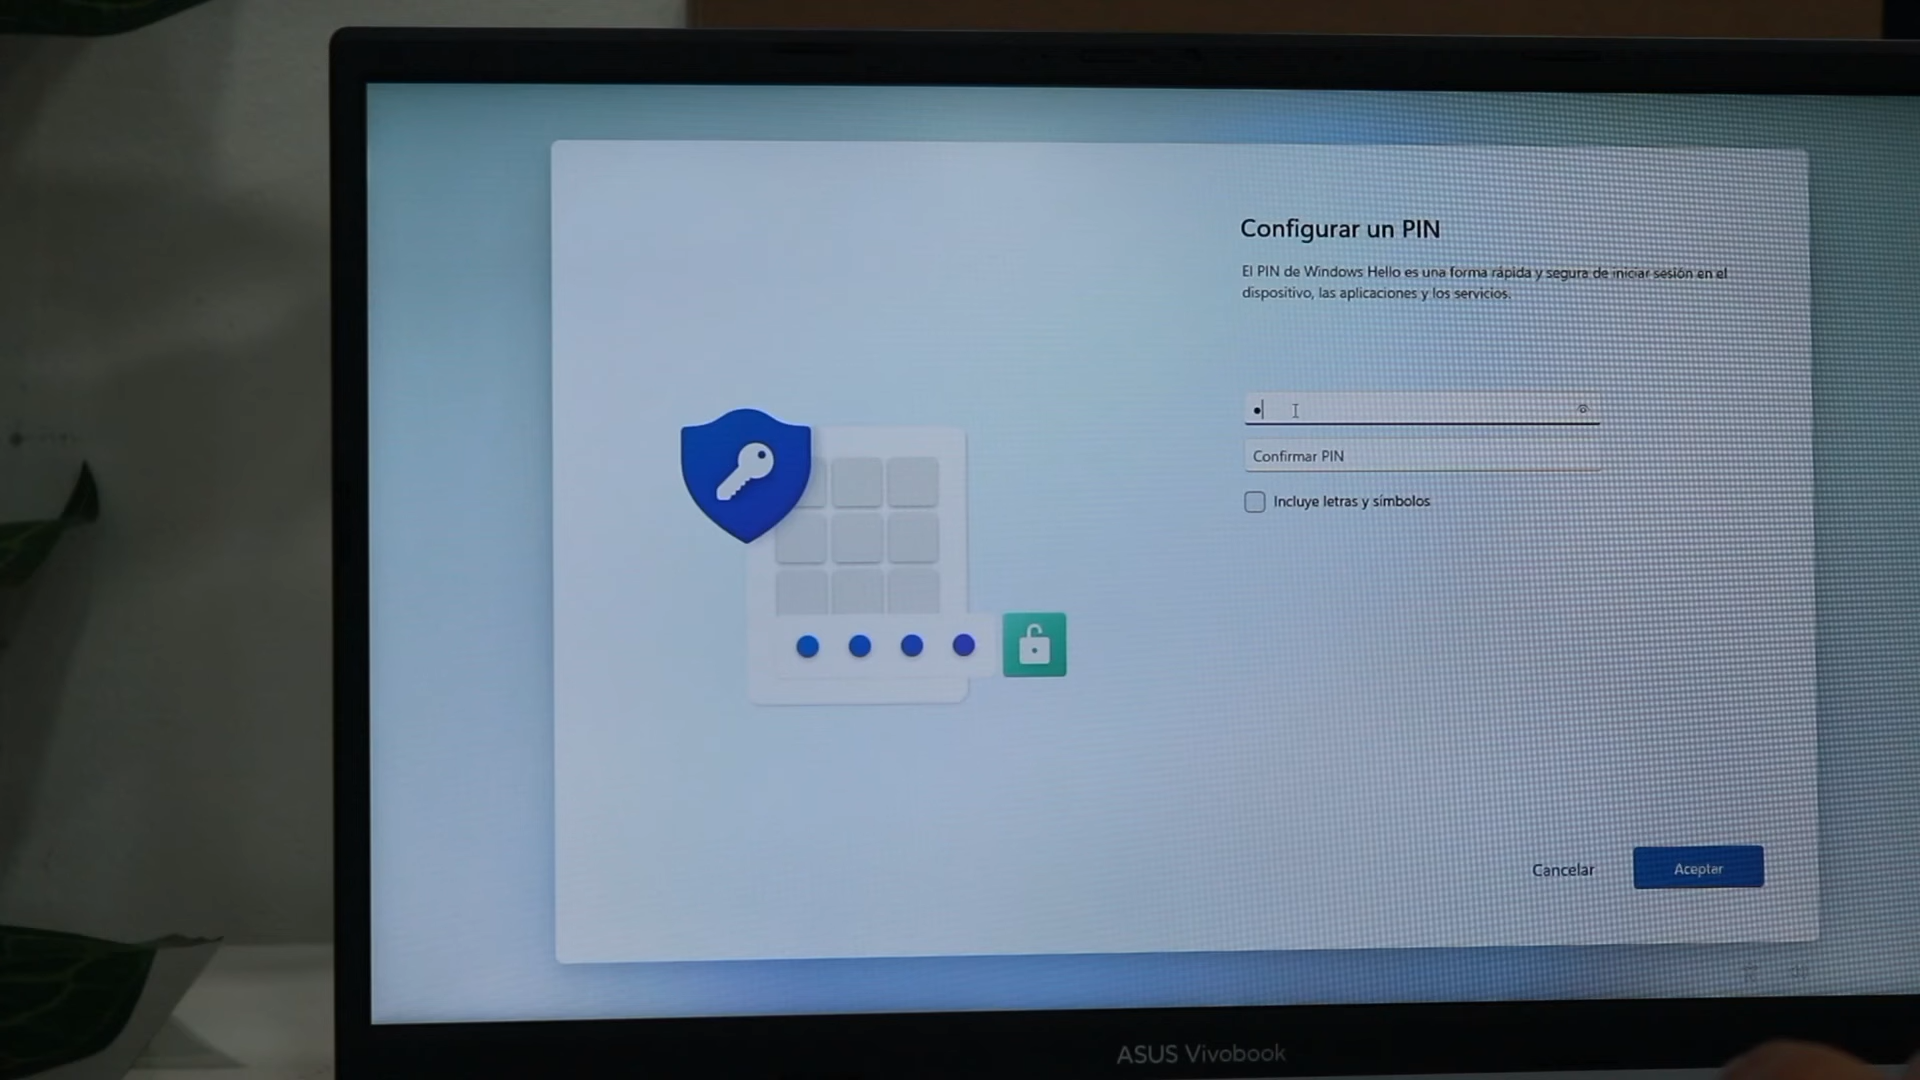 Configurar un PIN
El PIN de Windows Hello es una forma rápida y segura de iniciar sesión en el
dispositivo, las aplicaciones y los servicios.
Confirmar PIN
Incluye letras y símbolos
Cancelar
Aceptar
ASUS Vivobook